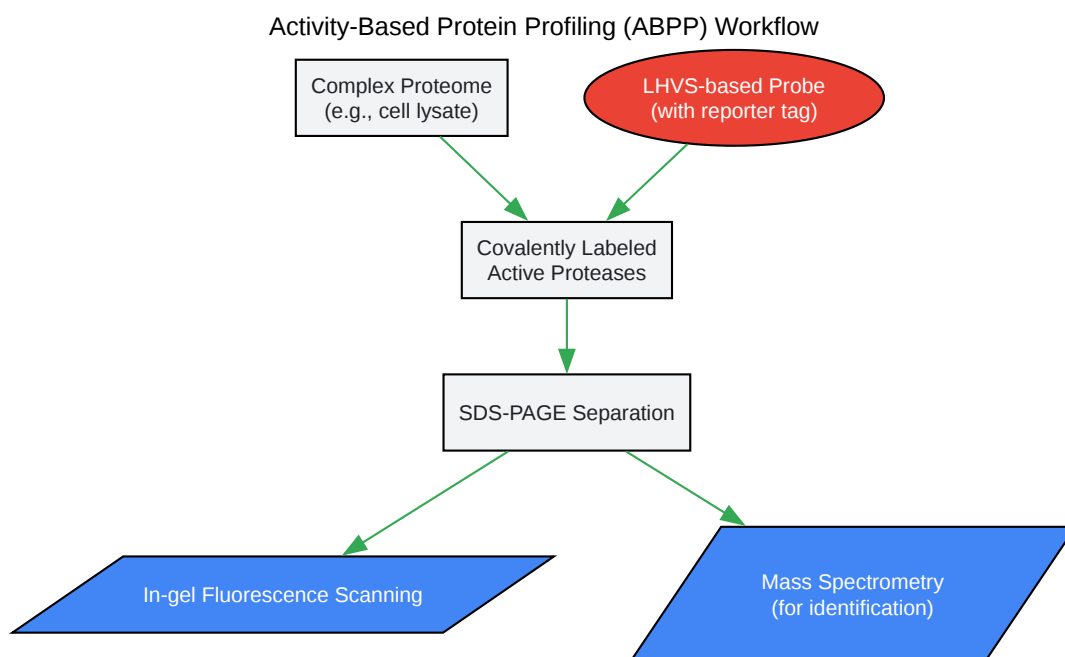 Activity-Based Protein Profiling (ABPP) Workflow
Complex Proteome
(e.g., cell lysate)
LHVS-based Probe
(with reporter tag)
Covalently Labeled
Active Proteases
SDS-PAGE Separation
In-gel Fluorescence Scanning
Mass Spectrometry
(for identification)